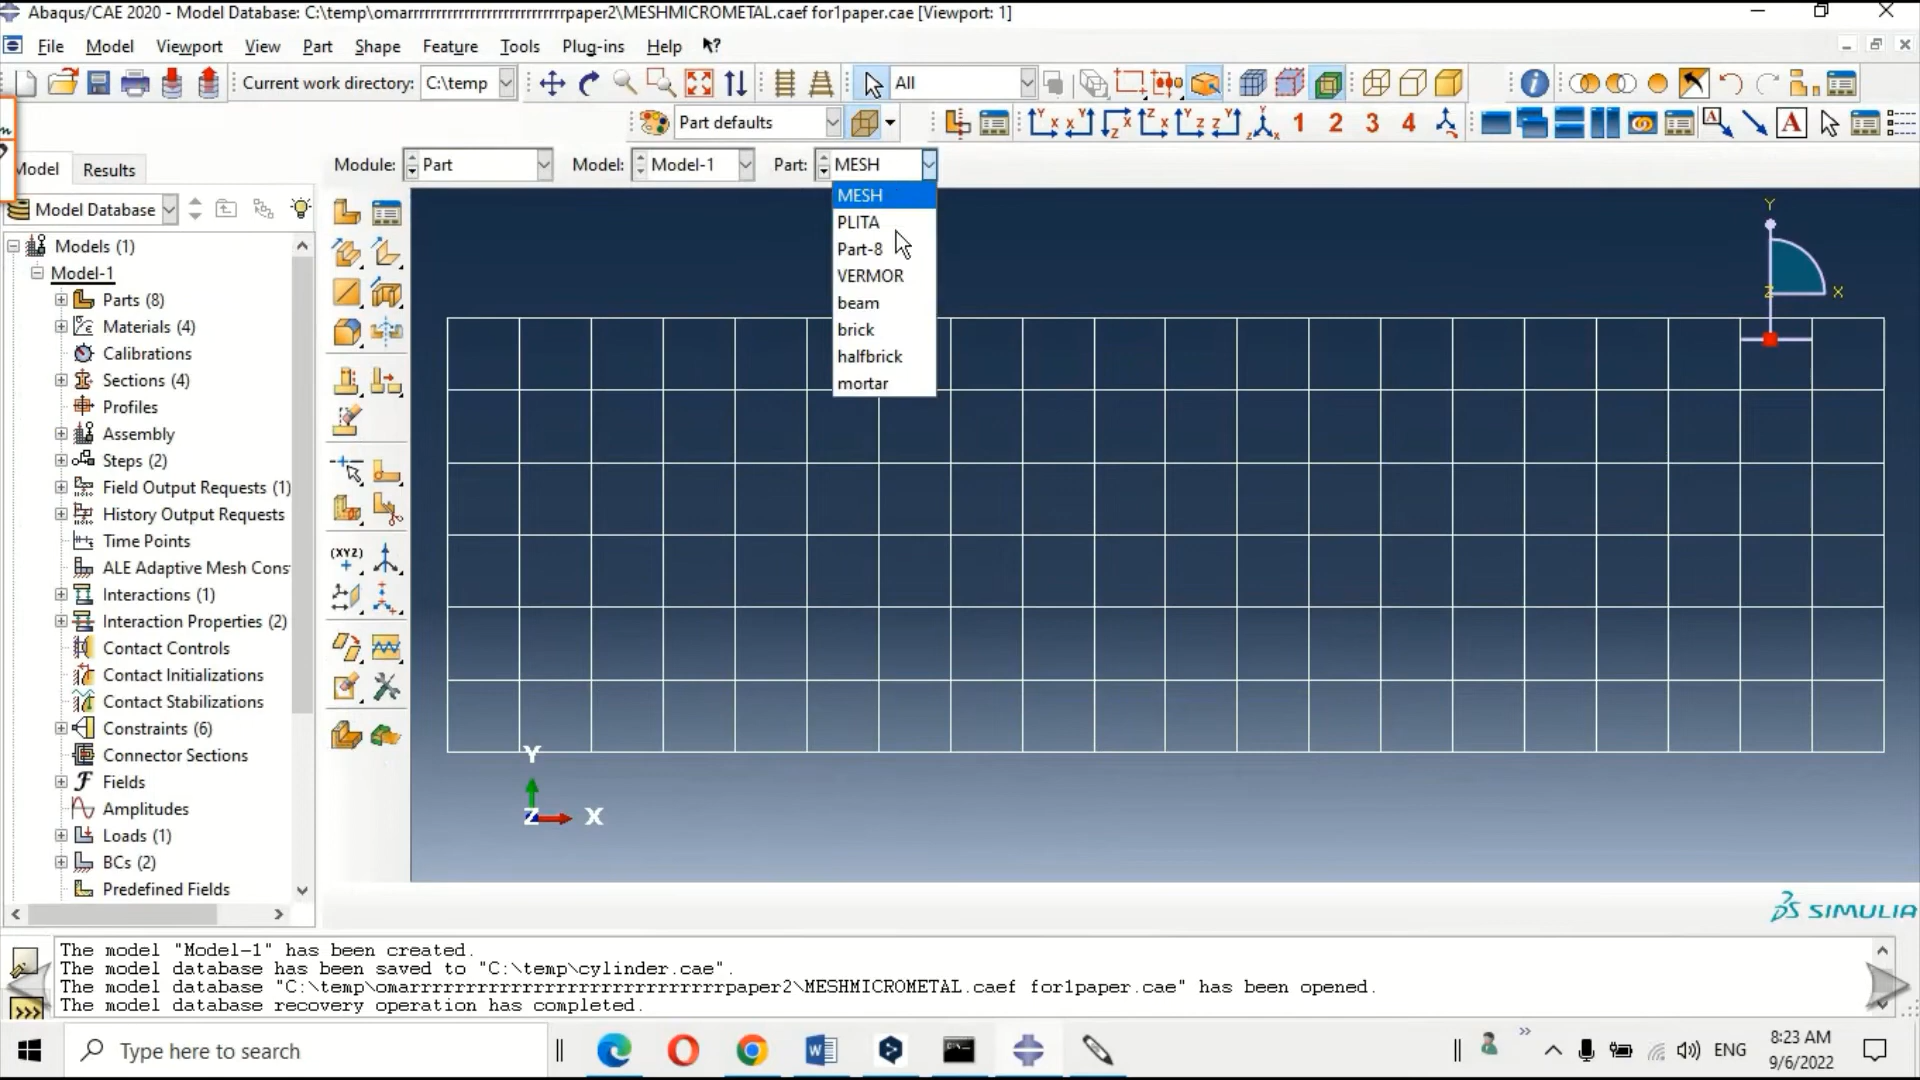 Abaqus/CAE 2020 - Model Database: C:\temp\omarrrrrrrrrrrrrrrrrrrrrrrrrrrrpaper2\MESHMICROMETAL.caef for1paper.cae [Viewport: 1]
File Model Viewport View Part Shape Feature Tools Plug-ins Help
Current work directory: C:\temp All
Part defaults 1 2 3 4 A
Model Results Module: Part Model: Model-1 Part: MESH
Model Database
MESH
PLITA
Part-8
VERMOR
beam
brick
halfbrick
mortar
Models (1)
Model-1
Parts (8)
Materials (4)
Calibrations
Sections (4)
Profiles
Assembly
Steps (2)
Field Output Requests (1)
History Output Requests
Time Points
ALE Adaptive Mesh Cons
Interactions (1)
Interaction Properties (2)
Contact Controls
Contact Initializations
Contact Stabilizations
Constraints (6)
Connector Sections
Fields
Amplitudes
Loads (1)
BCs (2)
Predefined Fields
(XYZ)
Y
Z X
Y
Z X
SIMULIA
The model "Model-1" has been created.
The model database has been saved to "C:\temp\cylinder.cae".
The model database "C:\temp\omarrrrrrrrrrrrrrrrrrrrrrrrrrrrpaper2\MESHMICROMETAL.caef for1paper.cae" has been opened.
The model database recovery operation has completed.
>>>
Type here to search
ENG
8:23 AM
9/6/2022